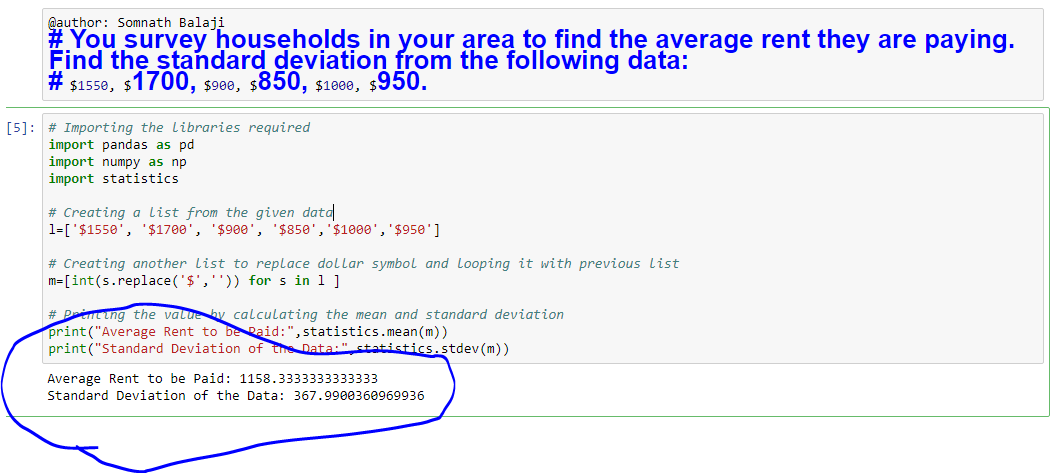 @author: Somnath Balaji
# You survey households in your area to find the average rent they are paying.
Find the standard deviation from the following data:
# $1550, $1700, $900, $850, $1000, $950.
[5]:
# Importing the libraries required
import pandas as pd
import numpy as np
import statistics
# Creating a list from the given data
l=['$1550', '$1700', '$900', '$850','$1000','$950']
# Creating another list to replace dollar symbol and looping it with previous list
m=[int(s.replace('$','')) for s in l ]
# Printing the value by calculating the mean and standard deviation
print("Average Rent to be Paid:",statistics.mean(m))
print("Standard Deviation of the Data:",statistics.stdev(m))
Average Rent to be Paid: 1158.3333333333333
Standard Deviation of the Data: 367.9900360969936